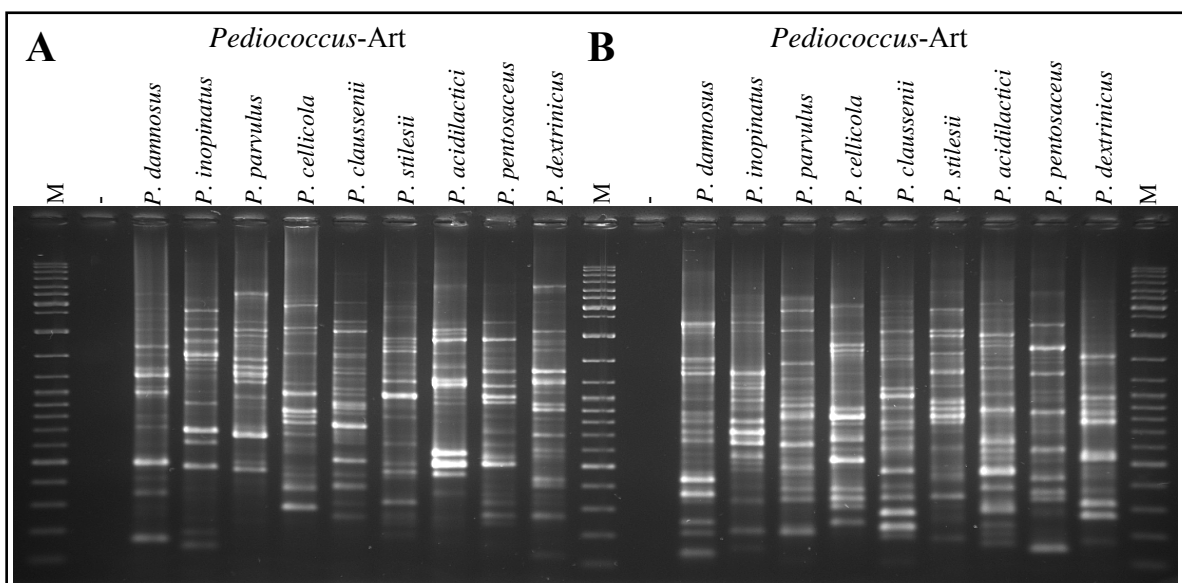 A
Pediococcus-Art
M
-
P. damnosus
P. inopinatus
P. parvulus
P. cellicola
P. claussenii
P. stilesii
P. acidilactici
P. pentosaceus
P. dextrinicus
M
B
Pediococcus-Art
-
P. damnosus
P. inopinatus
P. parvulus
P. cellicola
P. claussenii
P. stilesii
P. acidilactici
P. pentosaceus
P. dextrinicus
M